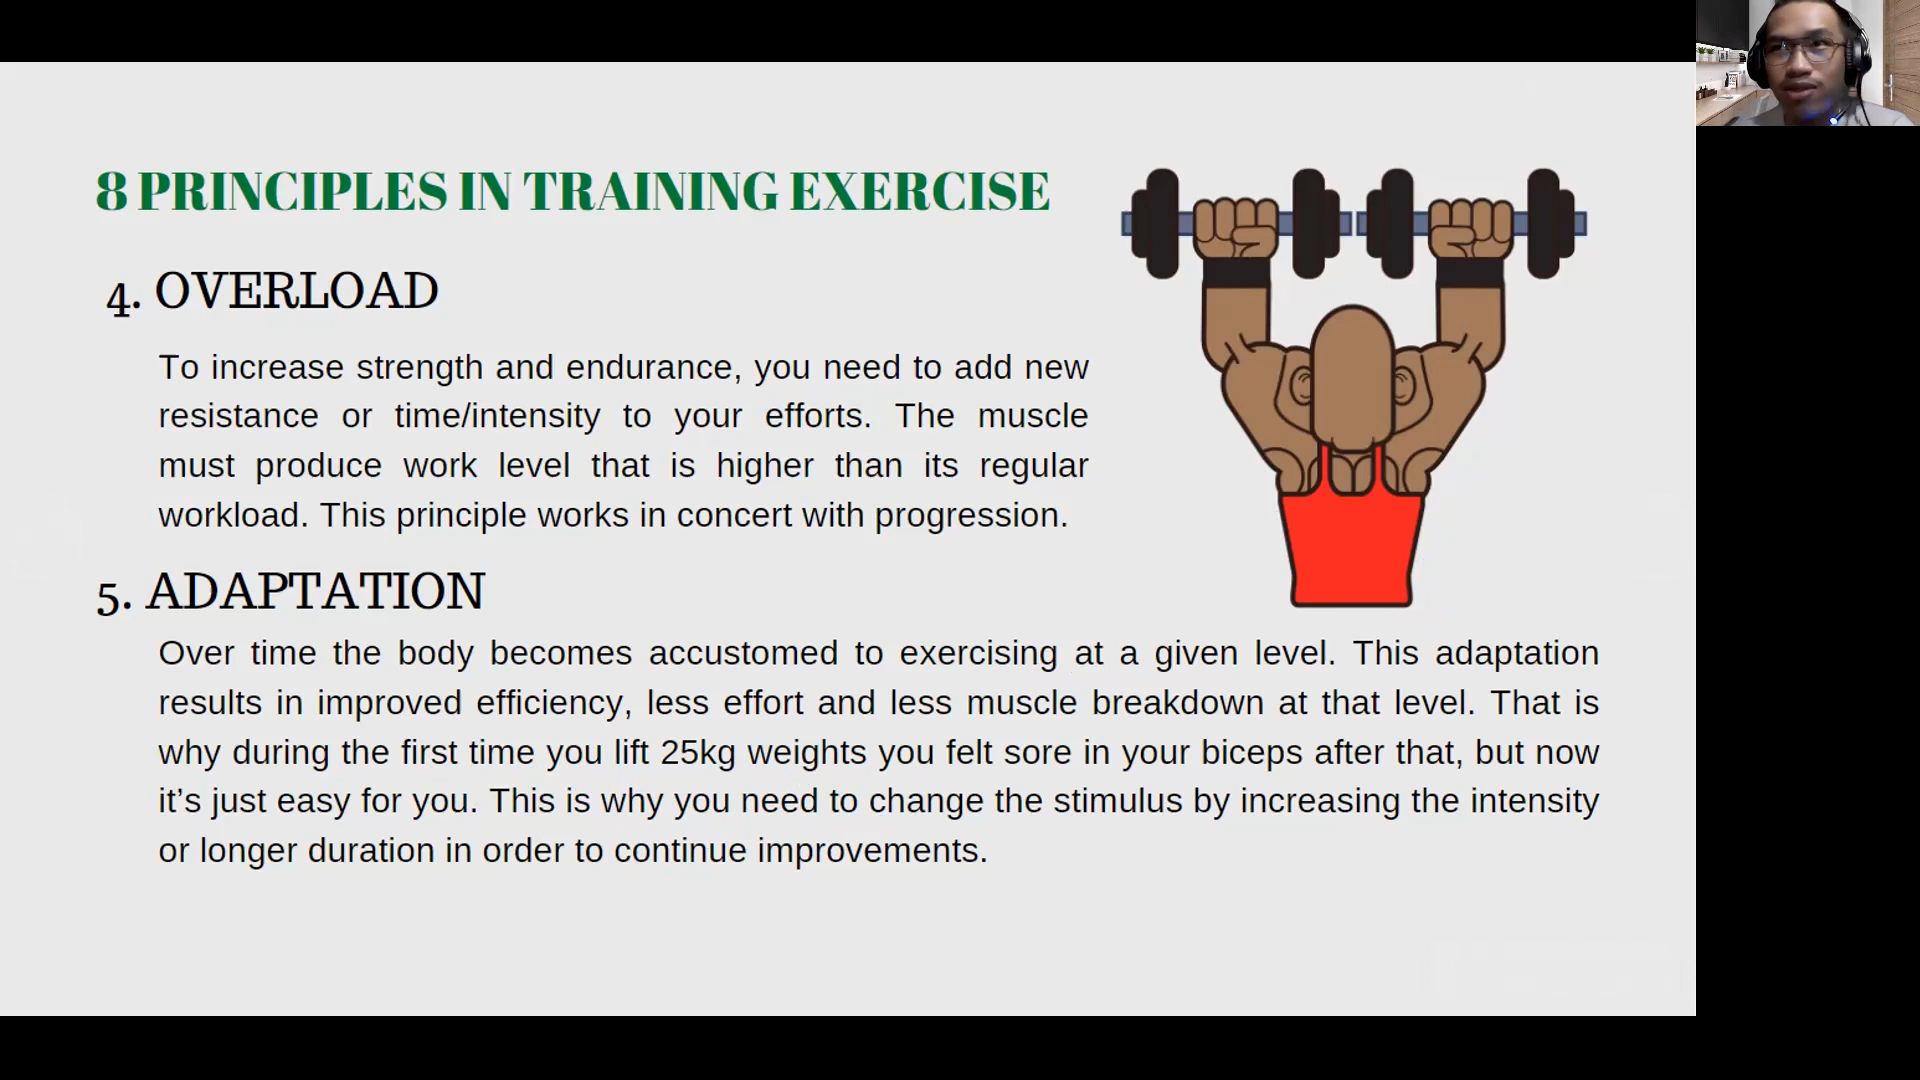 8 PRINCIPLES IN TRAINING EXERCISE
4. OVERLOAD
To increase strength and endurance, you need to add new
resistance or time/intensity to your efforts. The muscle
must produce work level that is higher than its regular
workload. This principle works in concert with progression.
5. ADAPTATION
Over time the body becomes accustomed to exercising at a given level. This adaptation
results in improved efficiency, less effort and less muscle breakdown at that level. That is
why during the first time you lift 25kg weights you felt sore in your biceps after that, but now
it’s just easy for you. This is why you need to change the stimulus by increasing the intensity
or longer duration in order to continue improvements.